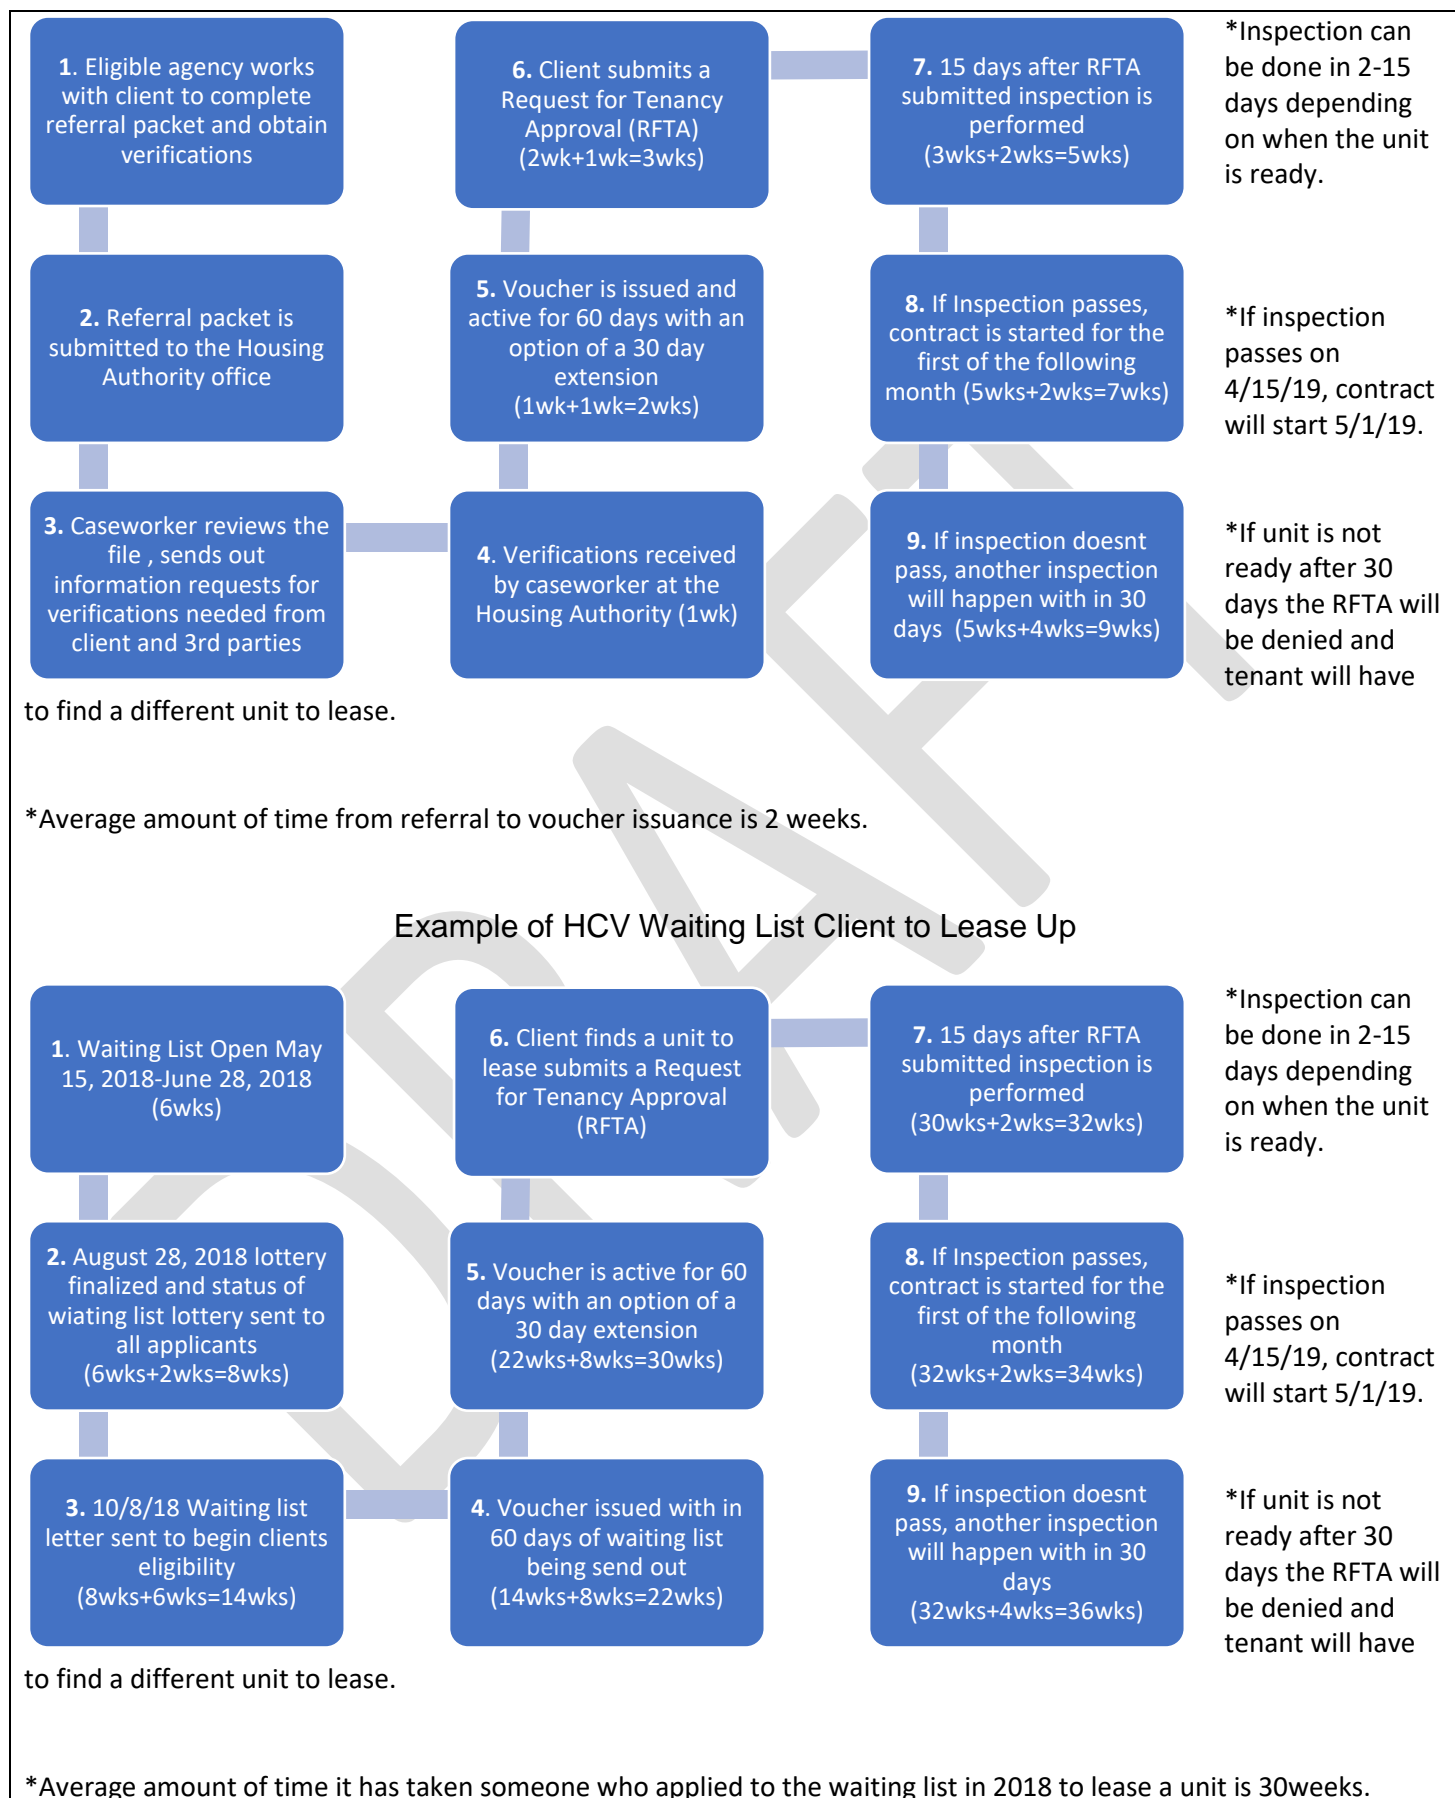 1. Eligible agency works
with client to complete
referral packet and obtain
verifications
2. Referral packet is
submitted to the Housing
Authority office
3. Caseworker reviews the
file , sends out
information requests for
verifications needed from
client and 3rd parties
4. Verifications received
by caseworker at the
Housing Authority (1wk)
5. Voucher is issued and
active for 60 days with an
option of a 30 day
extension
(1wk+1wk=2wks)
6. Client submits a
Request for Tenancy
Approval (RFTA)
(2wk+1wk=3wks)
7. 15 days after RFTA
submitted inspection is
performed
(3wks+2wks=5wks)
8. If Inspection passes,
contract is started for the
first of the following
month (5wks+2wks=7wks)
9. If inspection doesnt
pass, another inspection
will happen with in 30
days  (5wks+4wks=9wks)
*Inspection can
be done in 2-15
days depending
on when the unit
is ready.
*If inspection
passes on
4/15/19, contract
will start 5/1/19.
*If unit is not
ready after 30
days the RFTA will
be denied and
tenant will have
to find a different unit to lease.
*Average amount of time from referral to voucher issuance is 2 weeks.
Example of HCV Waiting List Client to Lease Up
1. Waiting List Open May
15, 2018-June 28, 2018
(6wks)
2. August 28, 2018 lottery
finalized and status of
wiating list lottery sent to
all applicants
(6wks+2wks=8wks)
3. 10/8/18 Waiting list
letter sent to begin clients
eligibility
(8wks+6wks=14wks)
4. Voucher issued with in
60 days of waiting list
being send out
(14wks+8wks=22wks)
5. Voucher is active for 60
days with an option of a
30 day extension
(22wks+8wks=30wks)
6. Client finds a unit to
lease submits a Request
for Tenancy Approval
(RFTA)
7. 15 days after RFTA
submitted inspection is
performed
(30wks+2wks=32wks)
8. If Inspection passes,
contract is started for the
first of the following
month
(32wks+2wks=34wks)
9. If inspection doesnt
pass, another inspection
will happen with in 30
days
(32wks+4wks=36wks)
*Inspection can
be done in 2-15
days depending
on when the unit
is ready.
*If inspection
passes on
4/15/19, contract
will start 5/1/19.
*If unit is not
ready after 30
days the RFTA will
be denied and
tenant will have
to find a different unit to lease.
*Average amount of time it has taken someone who applied to the waiting list in 2018 to lease a unit is 30weeks.
DRAFT